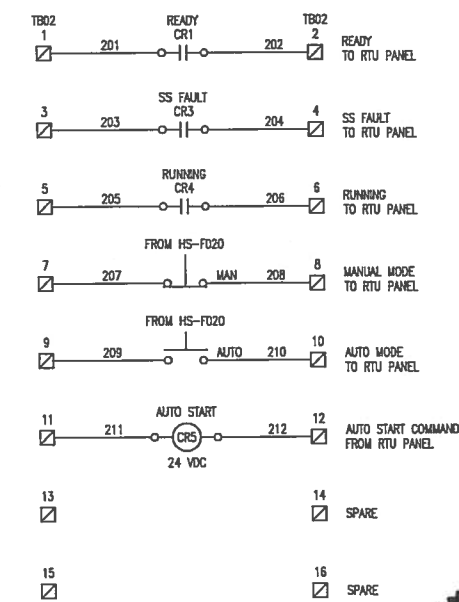 TB02 READY TB02
1 CR1 2 READY
201 202 TO RTU PANEL
SS FAULT
3 CR3 4 SS FAULT
203 204 TO RTU PANEL
RUNNING
5 CR4 6 RUNNING
205 206 TO RTU PANEL
FROM HS-F020
7 207 MAN 208 8 MANUAL MODE
TO RTU PANEL
FROM HS-F020
9 209 AUTO 210 10 AUTO MODE
TO RTU PANEL
AUTO START
11 211 CR5 212 12 AUTO START COMMAND
FROM RTU PANEL
24 VDC
13 14
SPARE
15 16
SPARE